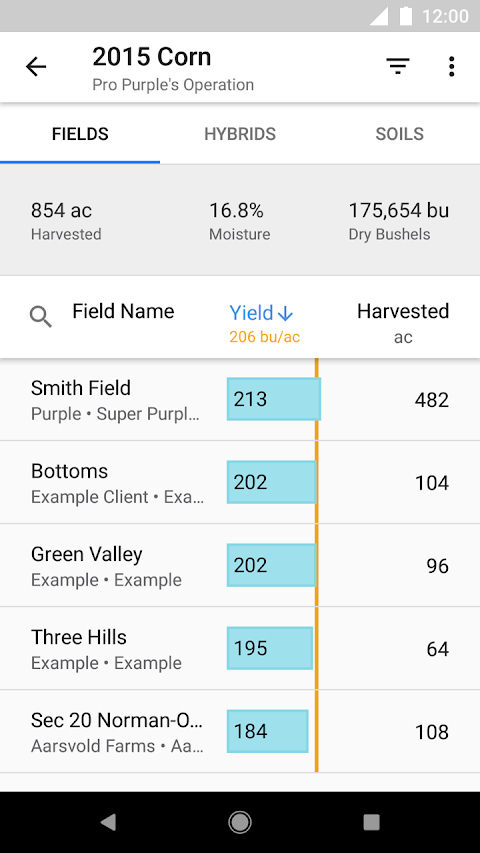 12:00
2015 Corn
Pro Purple's Operation
FIELDS HYBRIDS SOILS
854 ac 16.8% 175,654 bu
Harvested Moisture Dry Bushels
Field Name Yield↓ Harvested
206 bu/ac ac
Smith Field 213 482
Purple • Super Purpl...
Bottoms 202 104
Example Client • Exa...
Green Valley 202 96
Example • Example
Three Hills 195 64
Example • Example
Sec 20 Norman-O... 184 108
Aarsvold Farms • Aa...